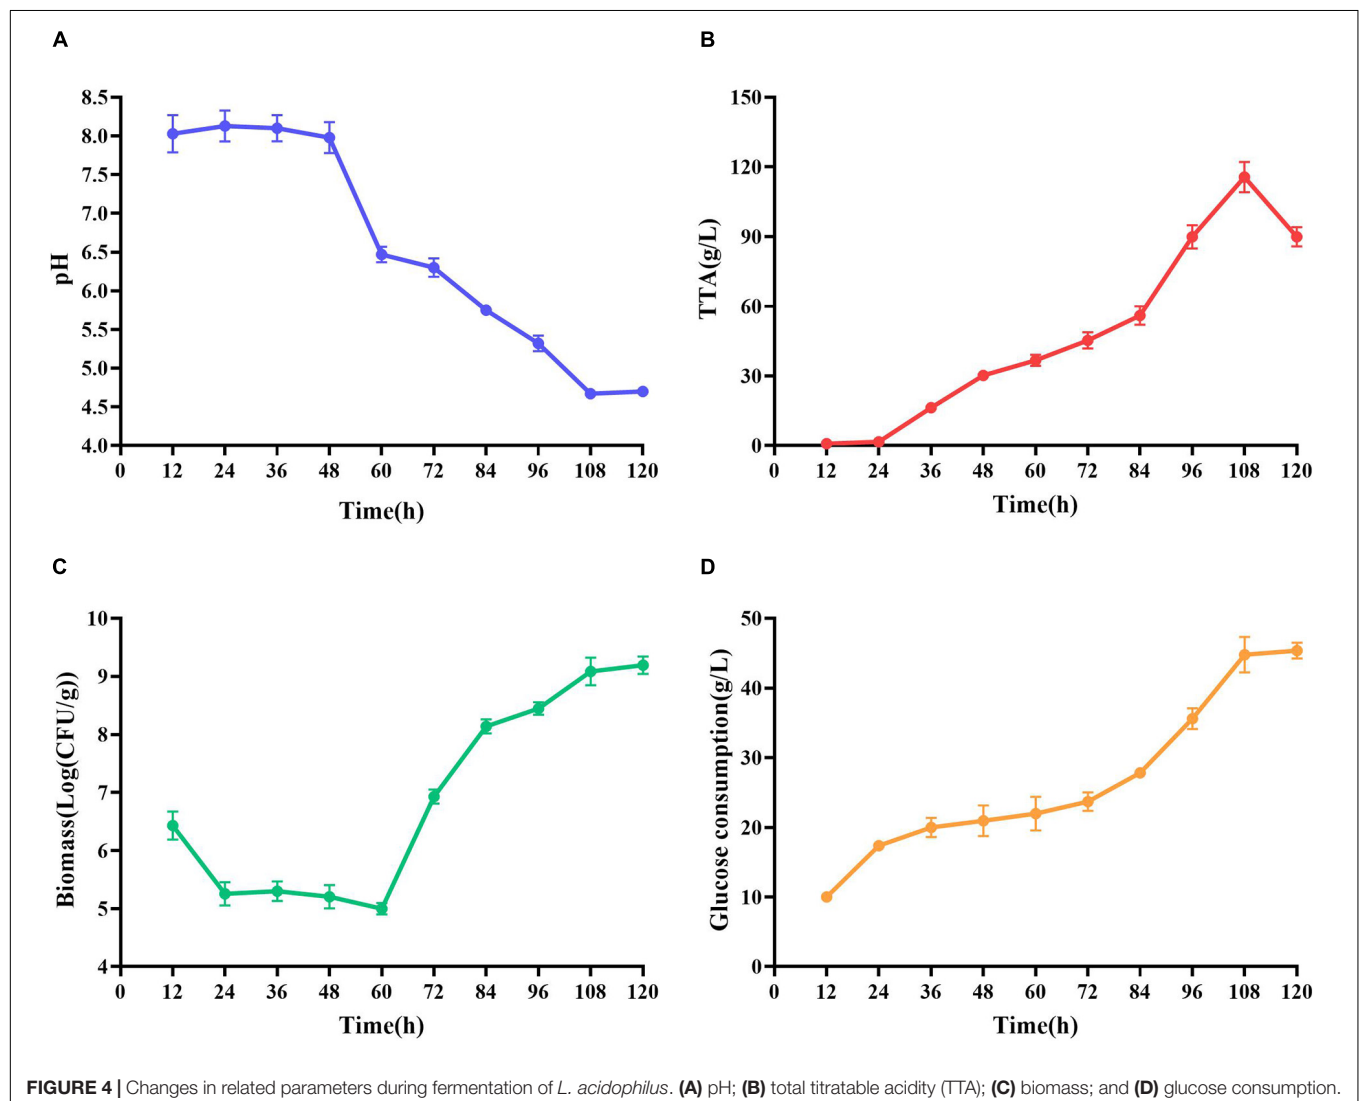 A
pH
8.5
8.0
7.5
7.0
6.5
6.0
5.5
5.0
4.5
4.0
0 12 24 36 48 60 72 84 96 108 120
Time(h)
B
TTA(g/L)
150
120
90
60
30
0
0 12 24 36 48 60 72 84 96 108 120
Time(h)
C
Biomass(Log(CFU/g))
10
9
8
7
6
5
4
0 12 24 36 48 60 72 84 96 108 120
Time(h)
D
Glucose consumption(g/L)
50
40
30
20
10
0
0 12 24 36 48 60 72 84 96 108 120
Time(h)
FIGURE 4 | Changes in related parameters during fermentation of L. acidophilus. (A) pH; (B) total titratable acidity (TTA); (C) biomass; and (D) glucose consumption.